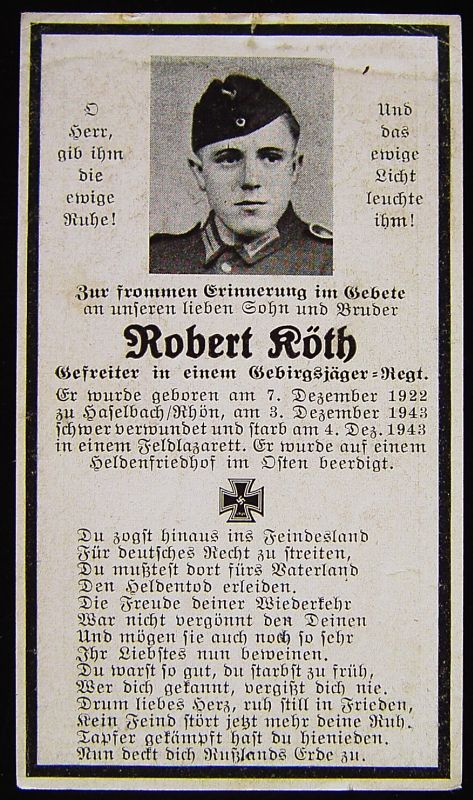 O
Herr,
gib ihm
die
ewige
Ruhe!
Und
das
ewige
Licht
leuchte
ihm!
Zur frommen Erinnerung im Gebete
an unseren lieben Sohn und Bruder
Robert Köth
Gefreiter in einem Gebirgsjäger=Regt.
Er wurde geboren am 7. Dezember 1922
zu Haselbach/Rhön, am 3. Dezember 1943
schwer verwundet und starb am 4. Dez. 1943
in einem Feldlazarett. Er wurde auf einem
Heldenfriedhof im Osten beerdigt.
Du zogst hinaus ins Feindesland
Für deutsches Recht zu streiten,
Du mußtest dort fürs Vaterland
Den Heldentod erleiden.
Die Freude deiner Wiederkehr
War nicht vergönnt den Deinen
Und mögen sie auch noch so sehr
Ihr Liebstes nun beweinen.
Du warst so gut, du starbst zu früh,
Wer dich gekannt, vergißt dich nie.
Drum liebes Herz, ruh still in Frieden,
Kein Feind stört jetzt mehr deine Ruh.
Tapfer gekämpft hast du hienieden.
Nun deckt dich Rußlands Erde zu.